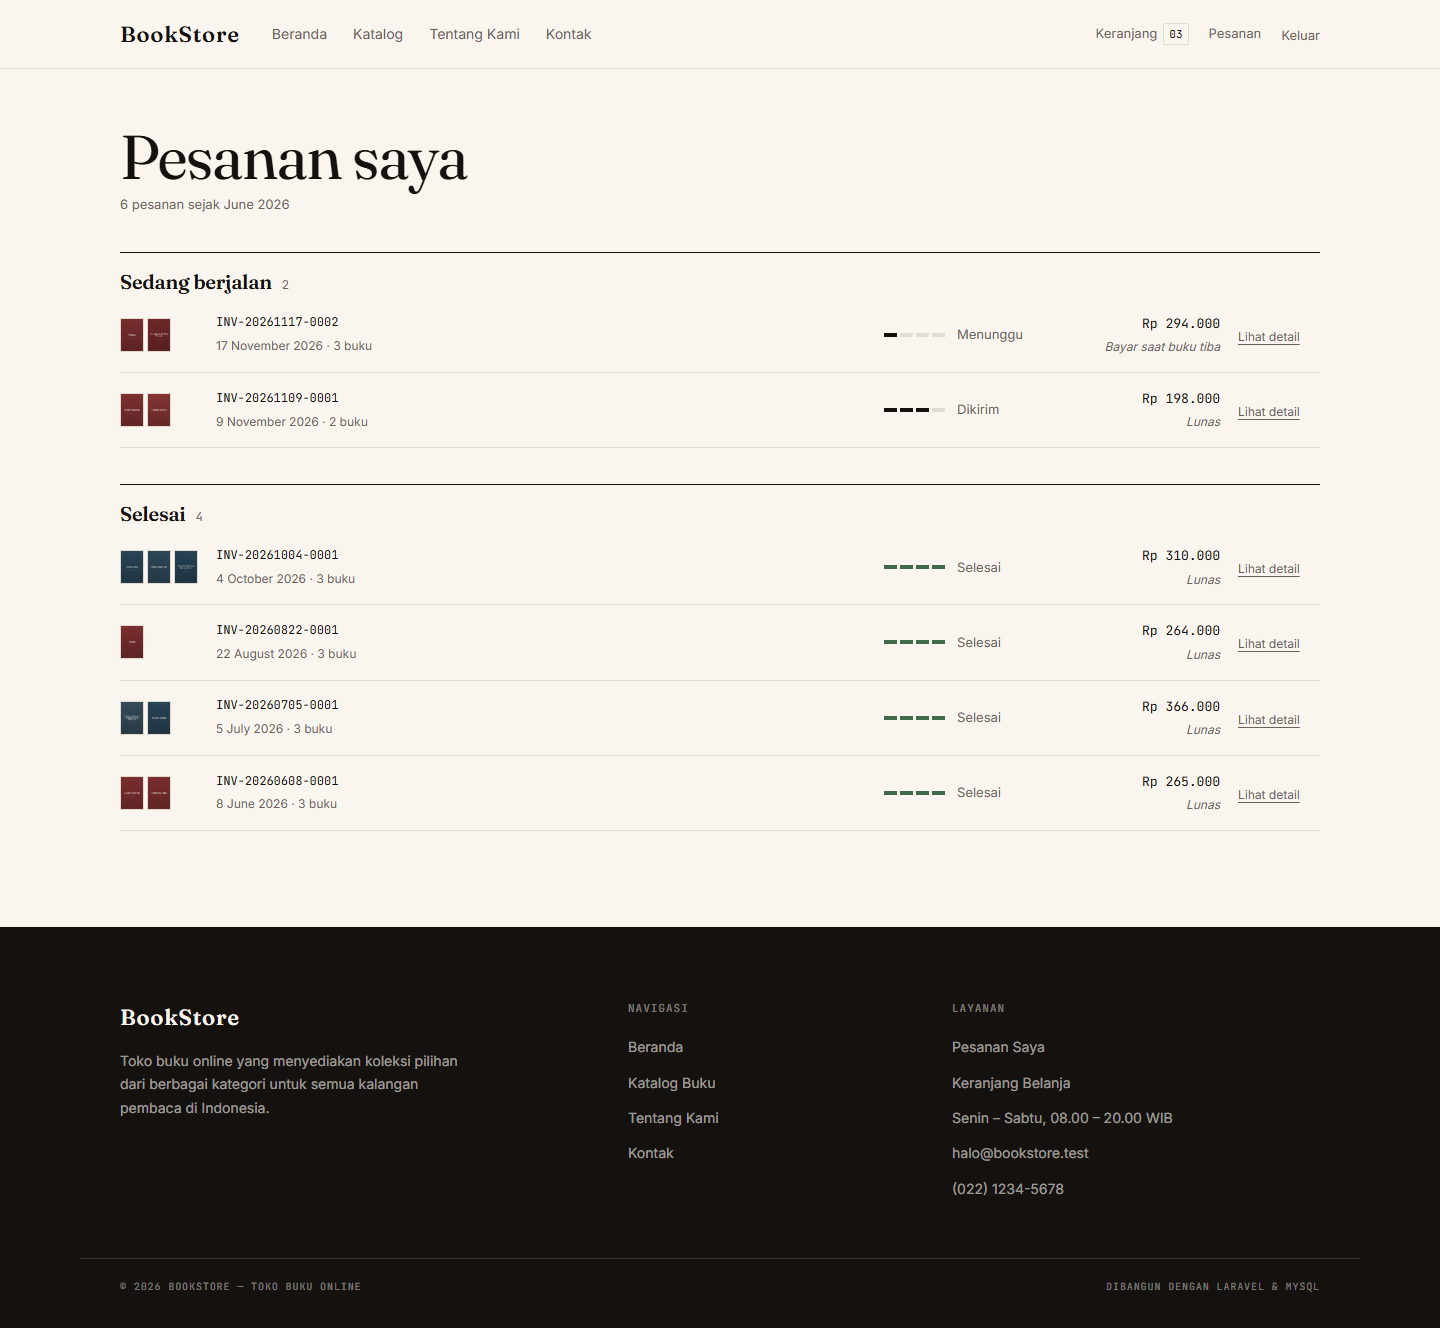 BookStore Beranda Katalog Tentang Kami Kontak Keranjang 03 Pesanan Keluar
Pesanan saya
6 pesanan sejak June 2026
Sedang berjalan 2
INV-20261117-0002
17 November 2026 · 3 buku
Menunggu
Rp 294.000
Bayar saat buku tiba
Lihat detail
INV-20261109-0001
9 November 2026 · 2 buku
Dikirim
Rp 198.000
Lunas
Lihat detail
Selesai 4
INV-20261004-0001
4 October 2026 · 3 buku
Selesai
Rp 310.000
Lunas
Lihat detail
INV-20260822-0001
22 August 2026 · 3 buku
Selesai
Rp 264.000
Lunas
Lihat detail
INV-20260705-0001
5 July 2026 · 3 buku
Selesai
Rp 366.000
Lunas
Lihat detail
INV-20260608-0001
8 June 2026 · 3 buku
Selesai
Rp 265.000
Lunas
Lihat detail
BookStore
Toko buku online yang menyediakan koleksi pilihan
dari berbagai kategori untuk semua kalangan
pembaca di Indonesia.
NAVIGASI
Beranda
Katalog Buku
Tentang Kami
Kontak
LAYANAN
Pesanan Saya
Keranjang Belanja
Senin – Sabtu, 08.00 – 20.00 WIB
halo@bookstore.test
(022) 1234-5678
© 2026 BOOKSTORE — TOKO BUKU ONLINE
DIBANGUN DENGAN LARAVEL & MYSQL